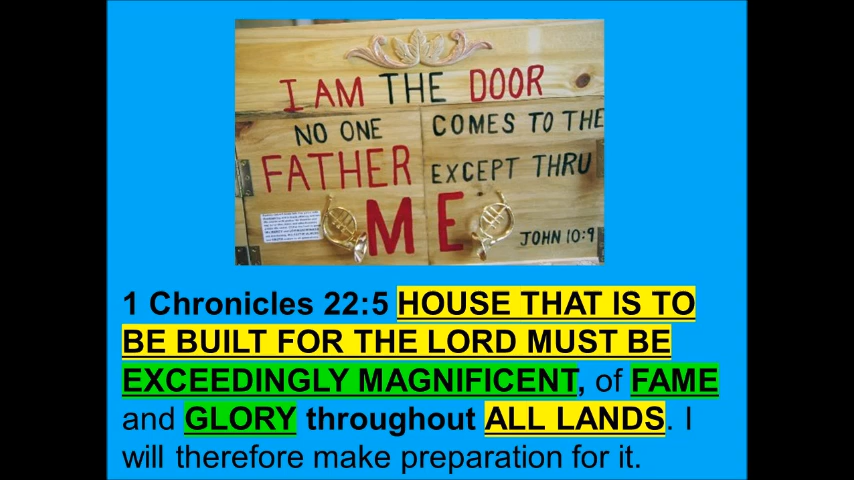 I AM THE DOOR
NO ONE COMES TO THE
FATHER EXCEPT THRU
ME
JOHN 10:9
1 Chronicles 22:5 HOUSE THAT IS TO
BE BUILT FOR THE LORD MUST BE
EXCEEDINGLY MAGNIFICENT, of FAME
and GLORY throughout ALL LANDS. I
will therefore make preparation for it.